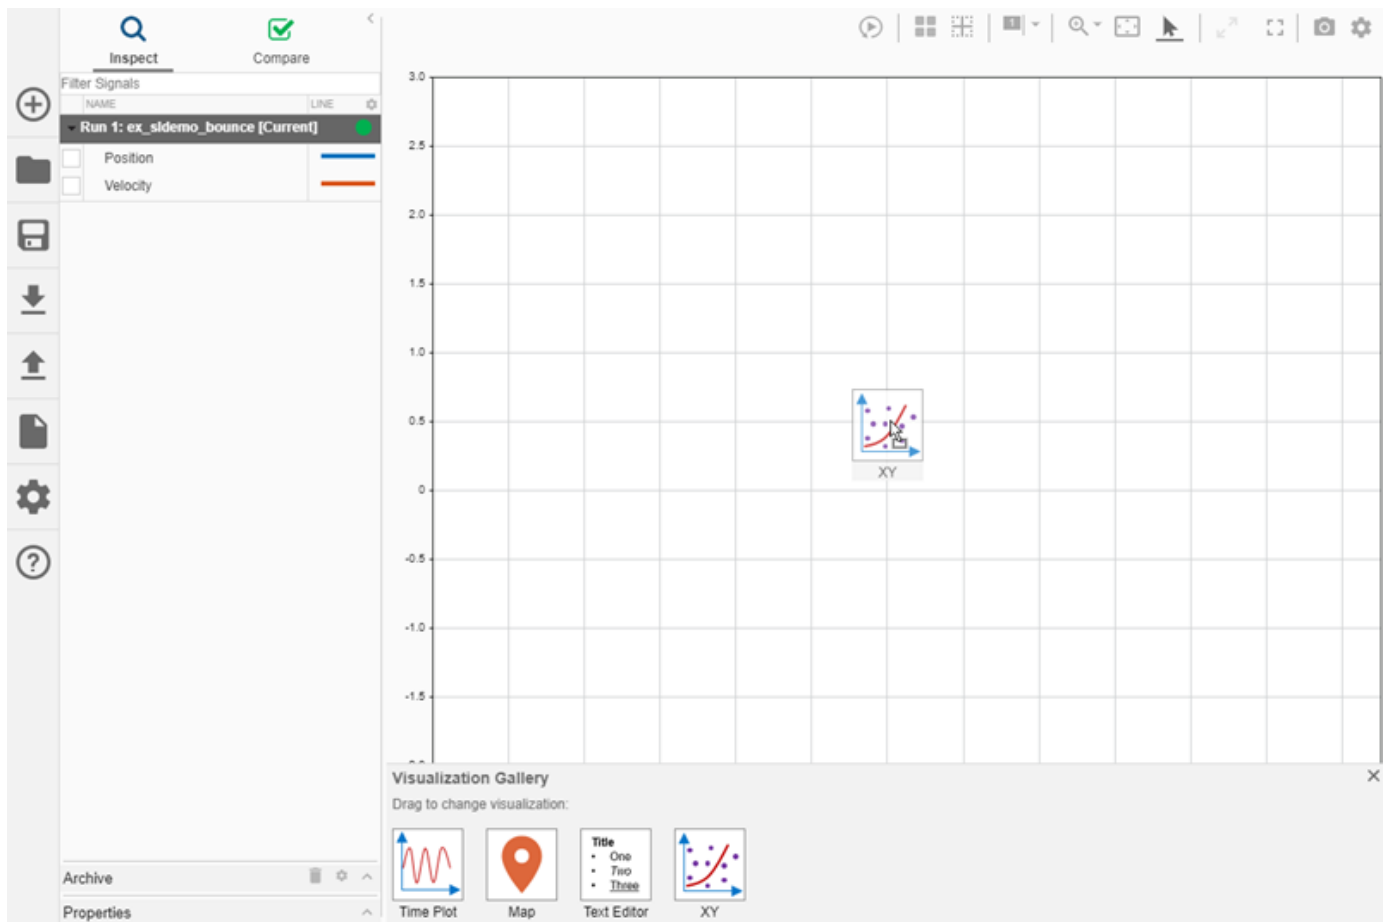 Inspect
Compare
Filter Signals
NAME
LINE
Run 1: ex_sldemo_bounce [Current]
Position
Velocity
Archive
Properties
1
3.0
2.5
2.0
1.5
1.0
0.5
0
-0.5
-1.0
-1.5
XY
Visualization Gallery
Drag to change visualization:
Title
• One
• Two
• Three
Time Plot
Map
Text Editor
XY